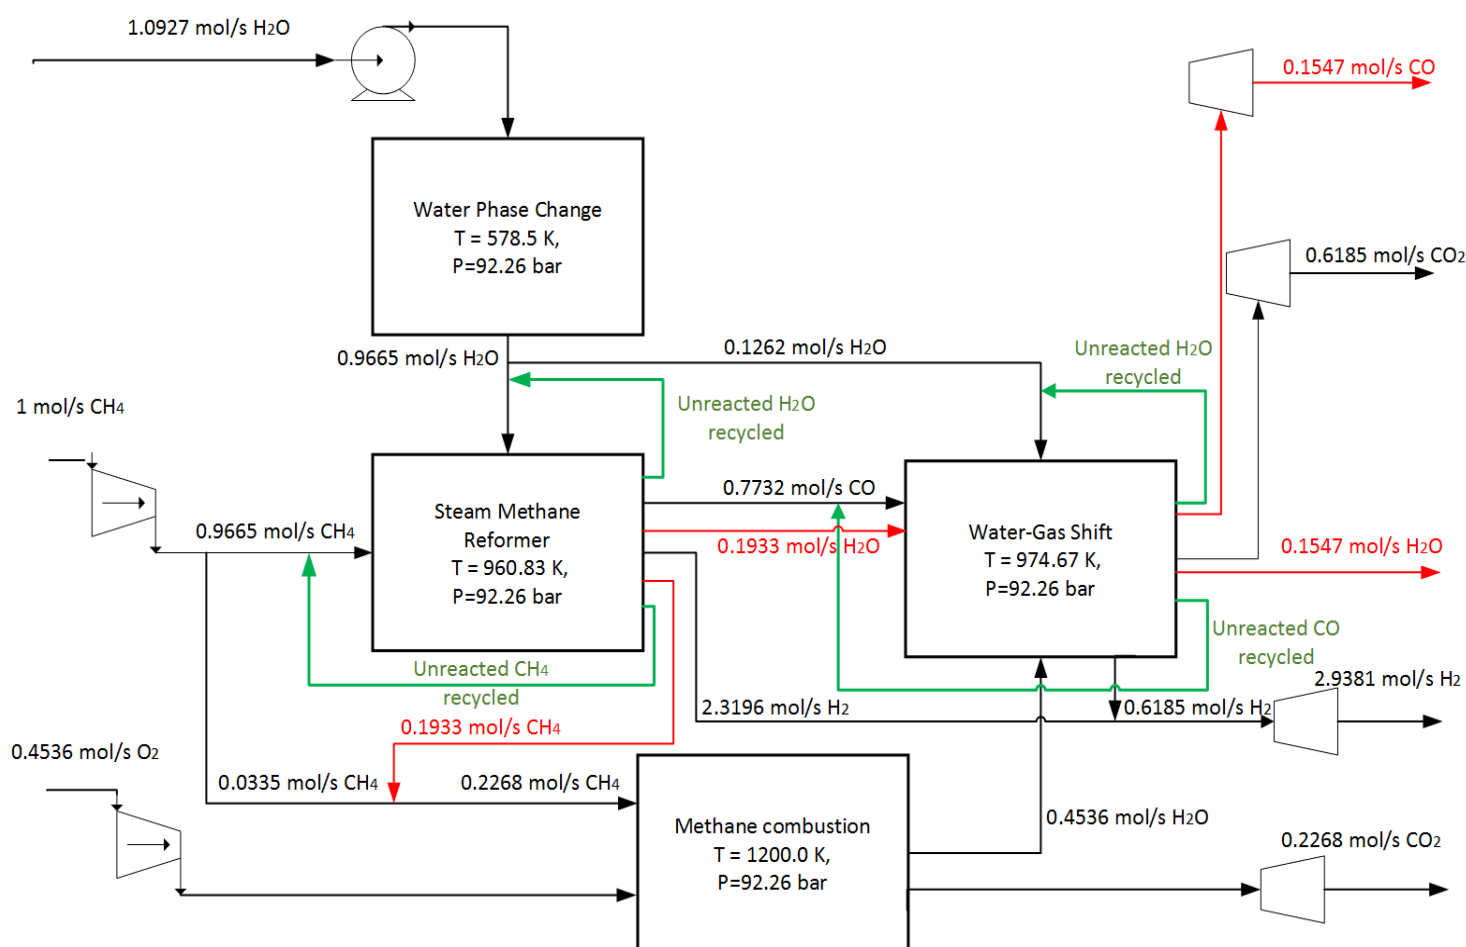 1.0927 mol/s H2O
0.1547 mol/s CO
Water Phase Change
T = 578.5 K,
P=92.26 bar
0.6185 mol/s CO2
0.9665 mol/s H2O
0.1262 mol/s H2O
Unreacted H2O
recycled
1 mol/s CH4
Unreacted H2O
recycled
0.7732 mol/s CO
Steam Methane
Reformer
T = 960.83 K,
P=92.26 bar
0.9665 mol/s CH4
0.1933 mol/s H2O
Water-Gas Shift
T = 974.67 K,
P=92.26 bar
0.1547 mol/s H2O
Unreacted CO
recycled
Unreacted CH4
recycled
2.9381 mol/s H2
2.3196 mol/s H2
0.6185 mol/s H2
0.1933 mol/s CH4
0.4536 mol/s O2
0.0335 mol/s CH4
0.2268 mol/s CH4
Methane combustion
T = 1200.0 K,
P=92.26 bar
0.4536 mol/s H2O
0.2268 mol/s CO2